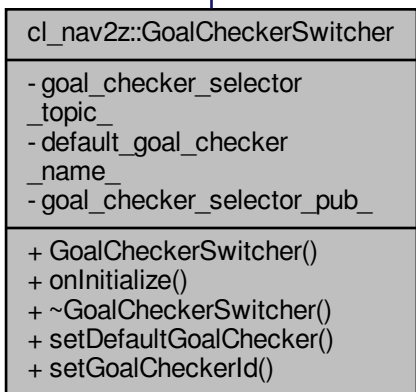 cl_nav2z::GoalCheckerSwitcher
- goal_checker_selector
_topic_
- default_goal_checker
_name_
- goal_checker_selector_pub_
+ GoalCheckerSwitcher()
+ onInitialize()
+ ~GoalCheckerSwitcher()
+ setDefaultGoalChecker()
+ setGoalCheckerId()